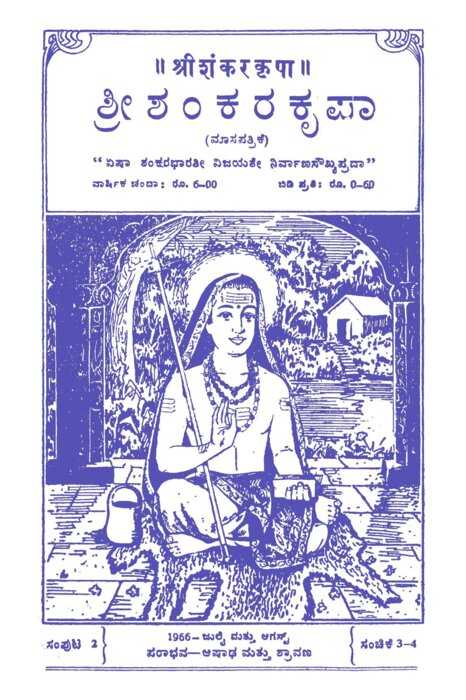 ॥ श्रीशंकरकृपा ॥
ಶ್ರೀಶಂಕರಕೃಪಾ
(ಮಾಸಪತ್ರಿಕೆ)
“ ಏಷಾ ಶಂಕರಭಾರತೀ ವಿಜಯತೇ ನಿರ್ವಾಣಸೌಖ್ಯಪ್ರದಾ ”
ವಾರ್ಷಿಕ ಚಂದಾ : ರೂ. 6–00 ಬಿಡಿ ಪ್ರತಿ : ರೂ. 0–60
ಸಂಪುಟ 2 1966 – ಜುಲೈ ಮತ್ತು ಆಗಸ್ಟ್ ಸಂಚಿಕೆ 3–4
ಪರಾಭವ – ಆಷಾಢ ಮತ್ತು ಶ್ರಾವಣ